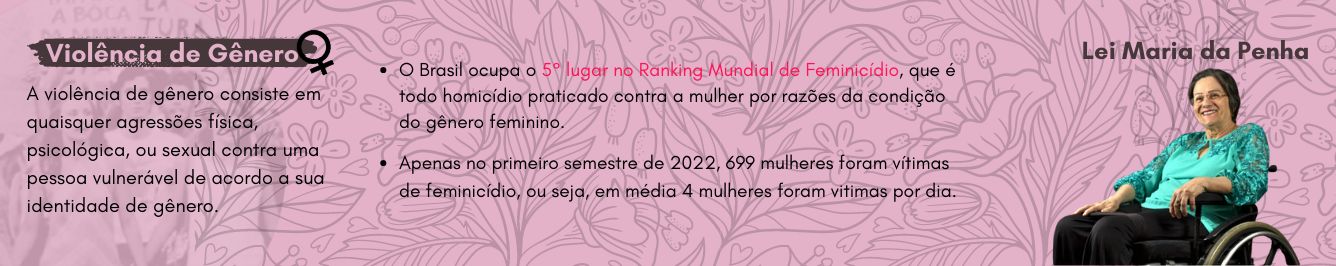 A BOCA LA
TURA
Violência de Gênero
A violência de gênero consiste em
quaisquer agressões física,
psicológica, ou sexual contra uma
pessoa vulnerável de acordo a sua
identidade de gênero.
• O Brasil ocupa o 5º lugar no Ranking Mundial de Feminicídio, que é
todo homicídio praticado contra a mulher por razões da condição
do gênero feminino.
• Apenas no primeiro semestre de 2022, 699 mulheres foram vítimas
de feminicídio, ou seja, em média 4 mulheres foram vitimas por dia.
Lei Maria da Penha